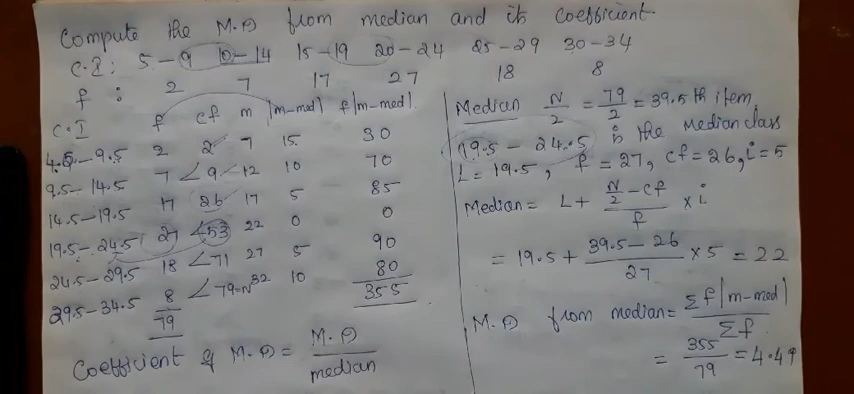 Compute the M.D from median and its coefficient.
C.I: 5-9 10-14 15-19 20-24 25-29 30-34
f : 2 7 17 27 18 8
C.I f cf m |m-med| f|m-med|
4.5-9.5 2 2 7 15 30
9.5-14.5 7 9 12 10 70
14.5-19.5 17 26 17 5 85
19.5-24.5 27 53 22 0 0
24.5-29.5 18 71 27 5 90
29.5-34.5 8 79=N 32 10 80
79 355
Coefficient of M.D = M.D / median
Median N/2 = 79/2 = 39.5th item
19.5-24.5 is the Median class
L=19.5, f=27, cf=26, i=5
Median = L + (N/2 - cf)/f × i
= 19.5 + (39.5-26)/27 × 5 = 22
M.D from median = Σf|m-med| / Σf
= 355/79 = 4.49